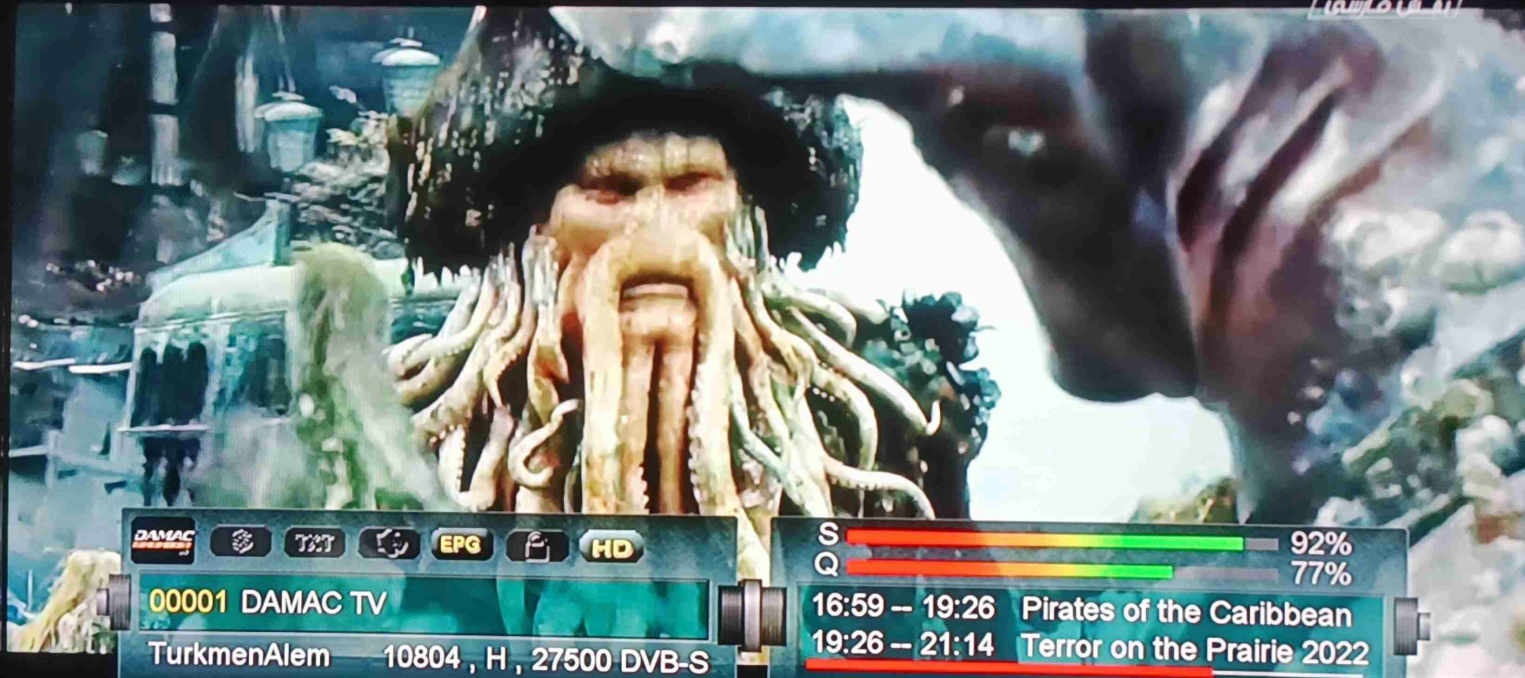 DAMAC
TXT
EPG
HD
00001 DAMAC TV
TurkmenAlem 10804 , H , 27500 DVB-S
S 92%
Q 77%
16:59 -- 19:26 Pirates of the Caribbean
19:26 -- 21:14 Terror on the Prairie 2022